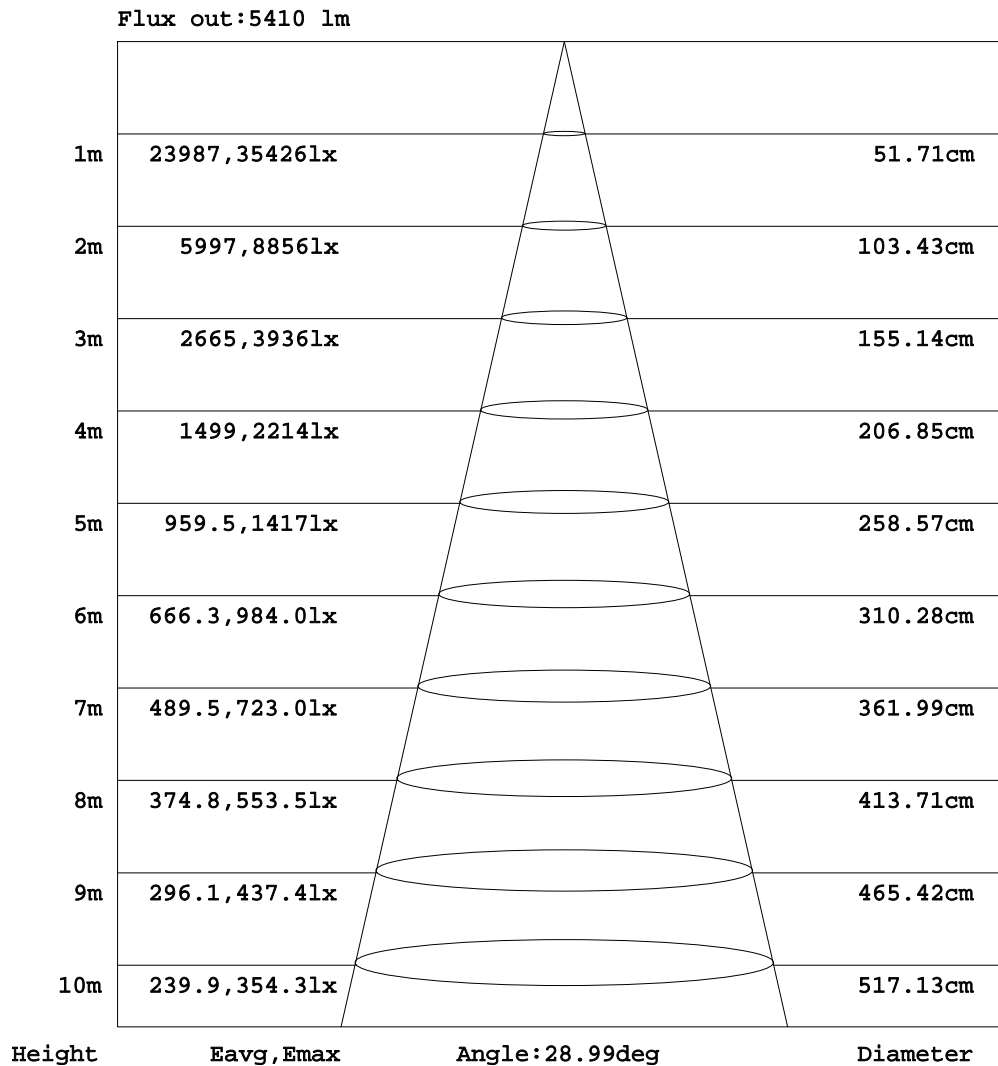 Flux out:5410 lm
1m 23987,35426lx 51.71cm
2m 5997,8856lx 103.43cm
3m 2665,3936lx 155.14cm
4m 1499,2214lx 206.85cm
5m 959.5,1417lx 258.57cm
6m 666.3,984.0lx 310.28cm
7m 489.5,723.0lx 361.99cm
8m 374.8,553.5lx 413.71cm
9m 296.1,437.4lx 465.42cm
10m 239.9,354.3lx 517.13cm
Height Eavg,Emax Angle:28.99deg Diameter